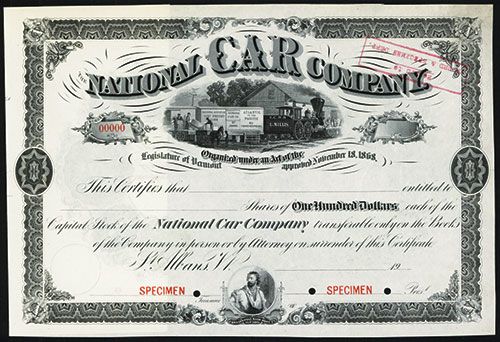 THE NATIONAL CAR COMPANY.
00000
Organized under an Act of the
Legislature of Vermont approved November 18, 1868.
This Certifies that entitled to
Shares of One Hundred Dollars each of the
Capital Stock of the National Car Company transferable only on the Books
of the Company in person or by Attorney on surrender of this Certificate
St. Albans, Vt. 19
SPECIMEN SPECIMEN
Treasurer Pres.t